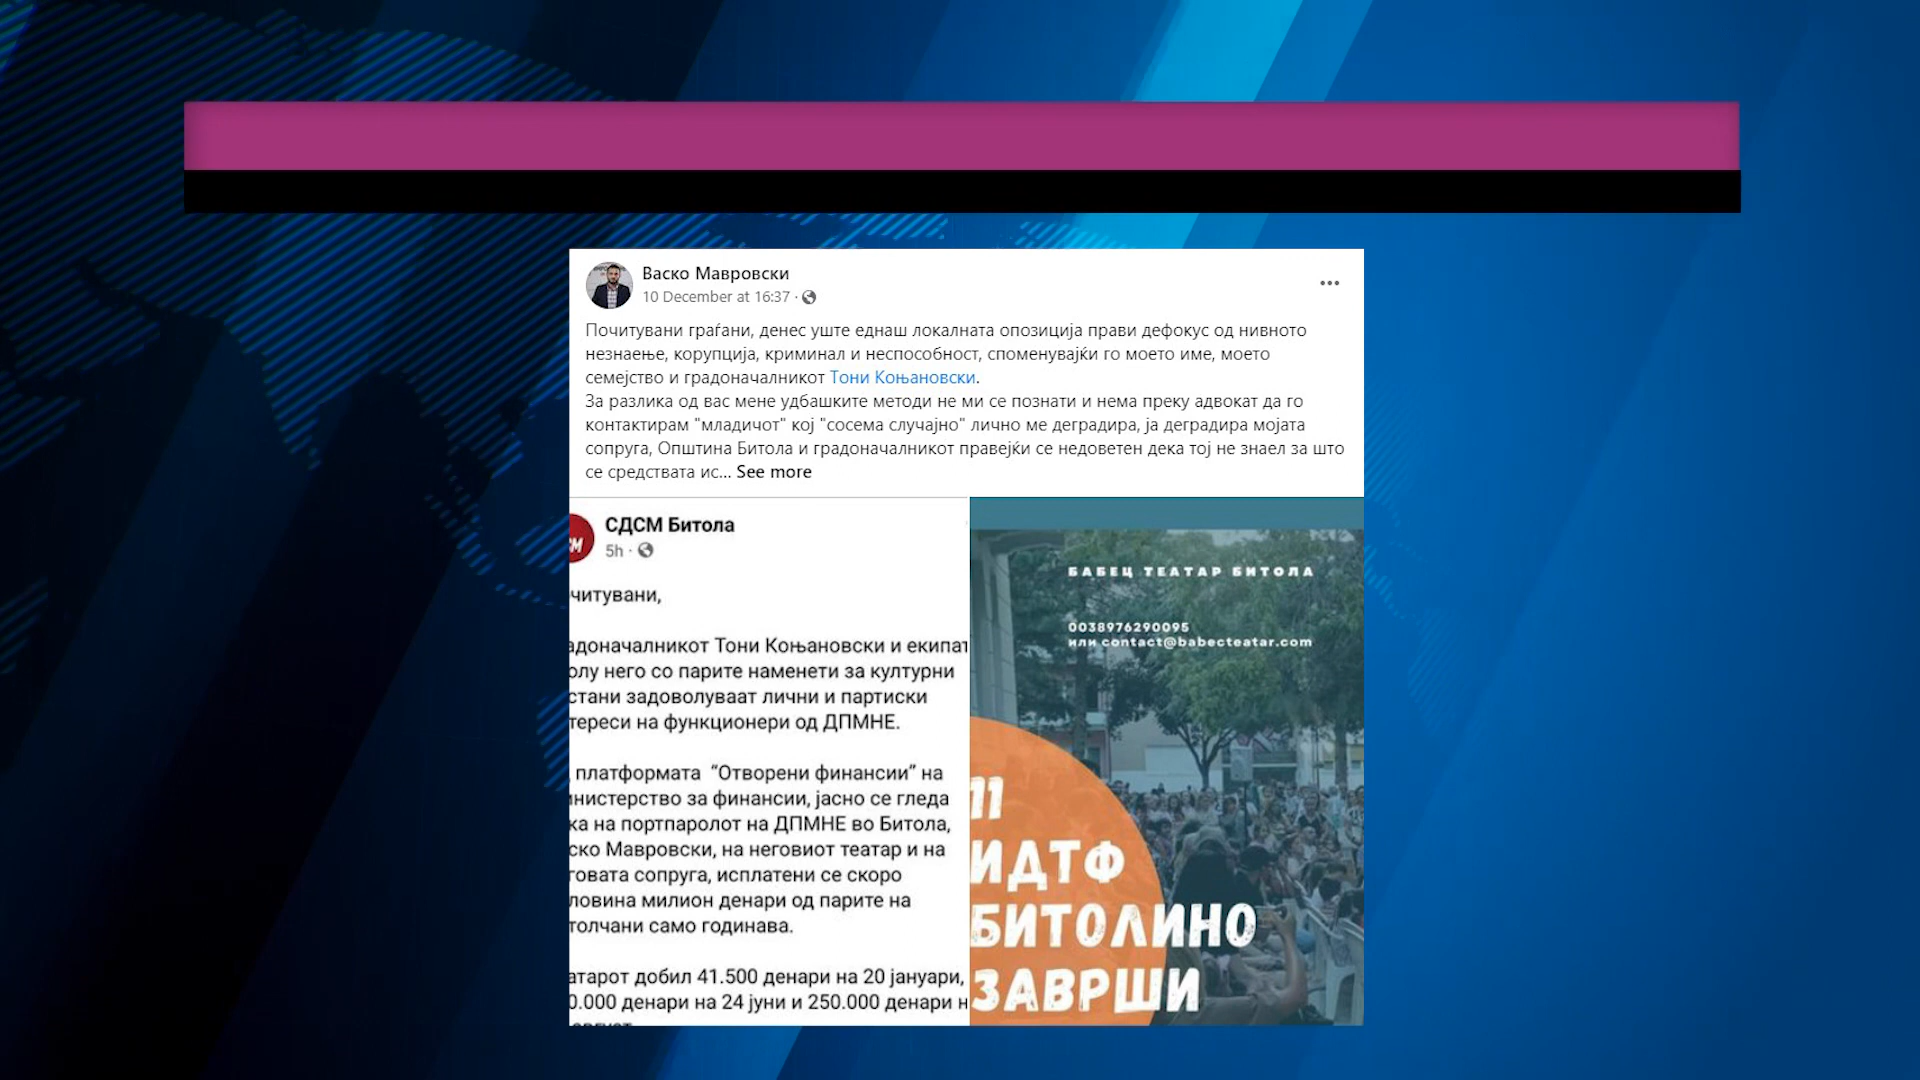 Васко Мавровски
10 December at 16:37 ·
Почитувани граѓани, денес уште еднаш локалната опозиција прави дефокус од нивното
незнаење, корупција, криминал и неспособност, споменувајќи го моето име, моето
семејство и градоначалникот Тони Коњановски.
За разлика од вас мене удбашките методи не ми се познати и нема преку адвокат да го
контактирам "младичот" кој "сосема случајно" лично ме деградира, ја деградира мојата
сопруга, Општина Битола и градоначалникот правејќи се недоветен дека тој не знаел за што
се средствата ис... See more
СДСМ Битола
5h ·
читувани,
адоначалникот Тони Коњановски и екипат
олу него со парите наменети за културни
стани задоволуваат лични и партиски
тереси на функционери од ДПМНЕ.
платформата “Отворени финансии” на
нистерство за финансии, јасно се гледа
ка на портпаролот на ДПМНЕ во Битола,
ско Мавровски, на неговиот театар и на
говата сопруга, исплатени се скоро
ловина милион денари од парите на
толчани само годинава.
атарот добил 41.500 денари на 20 јануари,
0.000 денари на 24 јуни и 250.000 денари н
БАБЕЦ ТЕАТАР БИТОЛА
0038976290095
или contact@babecteatar.com
11
ИДТФ
БИТОЛИНО
ЗАВРШИ